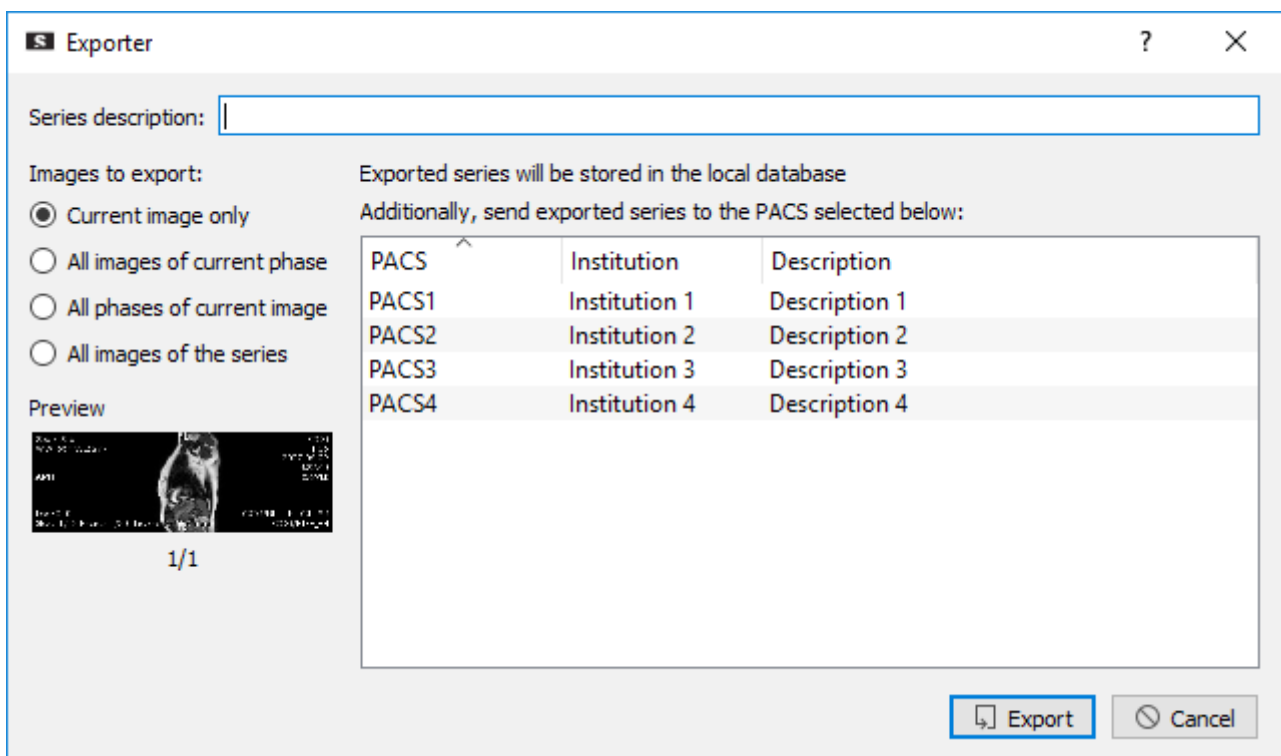 Exporter
Series description:
Images to export:
Current image only
All images of current phase
All phases of current image
All images of the series
Preview
1/1
Exported series will be stored in the local database
Additionally, send exported series to the PACS selected below:
PACS Institution Description
PACS1 Institution 1 Description 1
PACS2 Institution 2 Description 2
PACS3 Institution 3 Description 3
PACS4 Institution 4 Description 4
Export Cancel